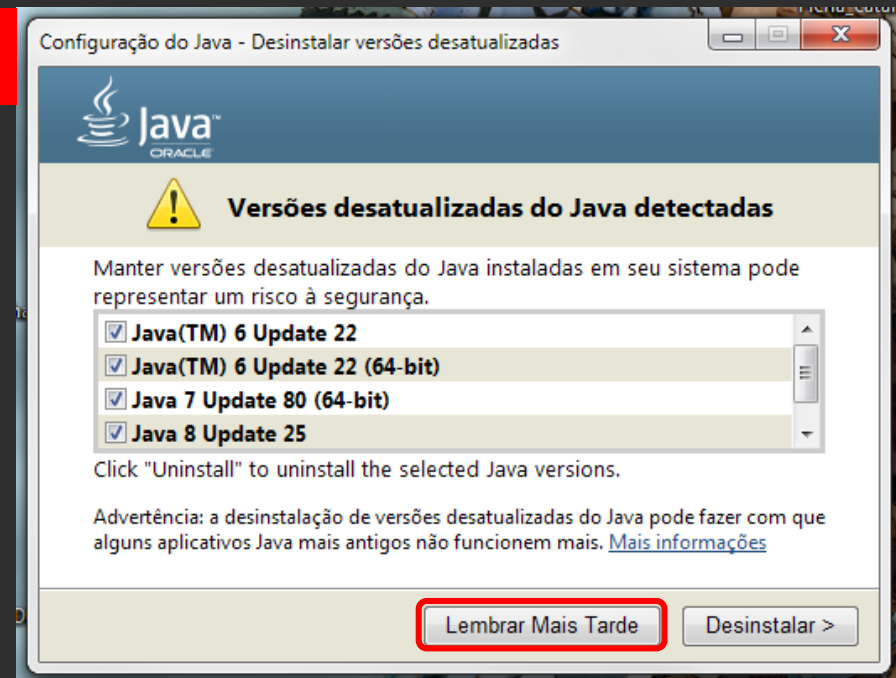 Configuração do Java - Desinstalar versões desatualizadas
Java™
ORACLE
Versões desatualizadas do Java detectadas
Manter versões desatualizadas do Java instaladas em seu sistema pode
representar um risco à segurança.
Java(TM) 6 Update 22
Java(TM) 6 Update 22 (64-bit)
Java 7 Update 80 (64-bit)
Java 8 Update 25
Click "Uninstall" to uninstall the selected Java versions.
Advertência: a desinstalação de versões desatualizadas do Java pode fazer com que
alguns aplicativos Java mais antigos não funcionem mais. Mais informações
Lembrar Mais Tarde Desinstalar >